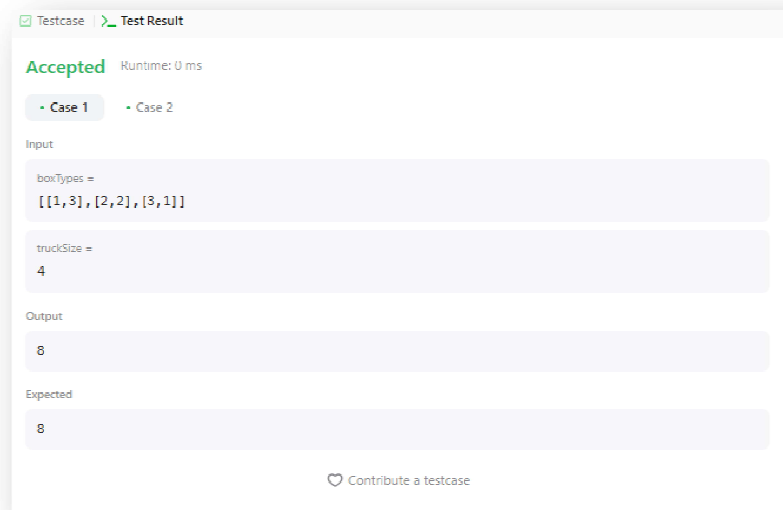 Testcase
Test Result
Accepted Runtime: 0 ms
Case 1 Case 2
Input
boxTypes =
[[1,3],[2,2],[3,1]]
truckSize =
4
Output
8
Expected
8
Contribute a testcase